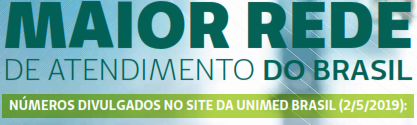 MAIOR REDE
DE ATENDIMENTO DO BRASIL
NÚMEROS DIVULGADOS NO SITE DA UNIMED BRASIL (2/5/2019):